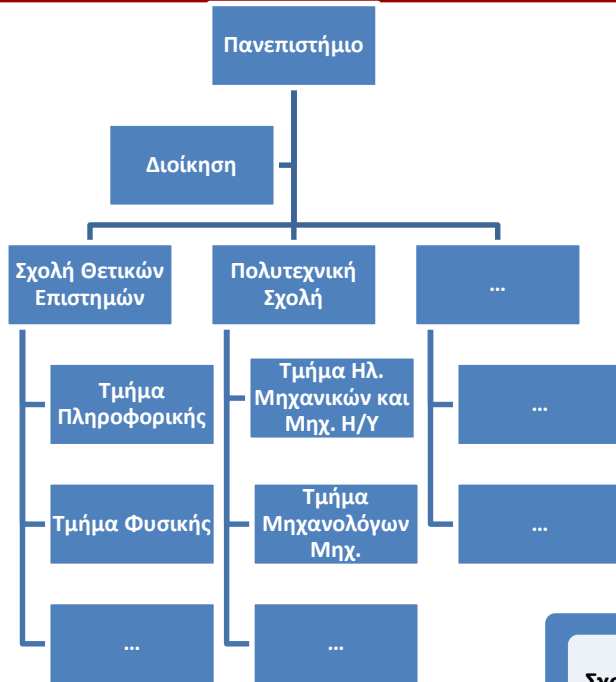 Πανεπιστήμιο
Διοίκηση
Σχολή Θετικών
Επιστημών
Πολυτεχνική
Σχολή
...
Τμήμα
Πληροφορικής
Τμήμα Ηλ.
Μηχανικών και
Μηχ. Η/Υ
...
Τμήμα Φυσικής
Τμήμα
Μηχανολόγων
Μηχ.
...
...
...